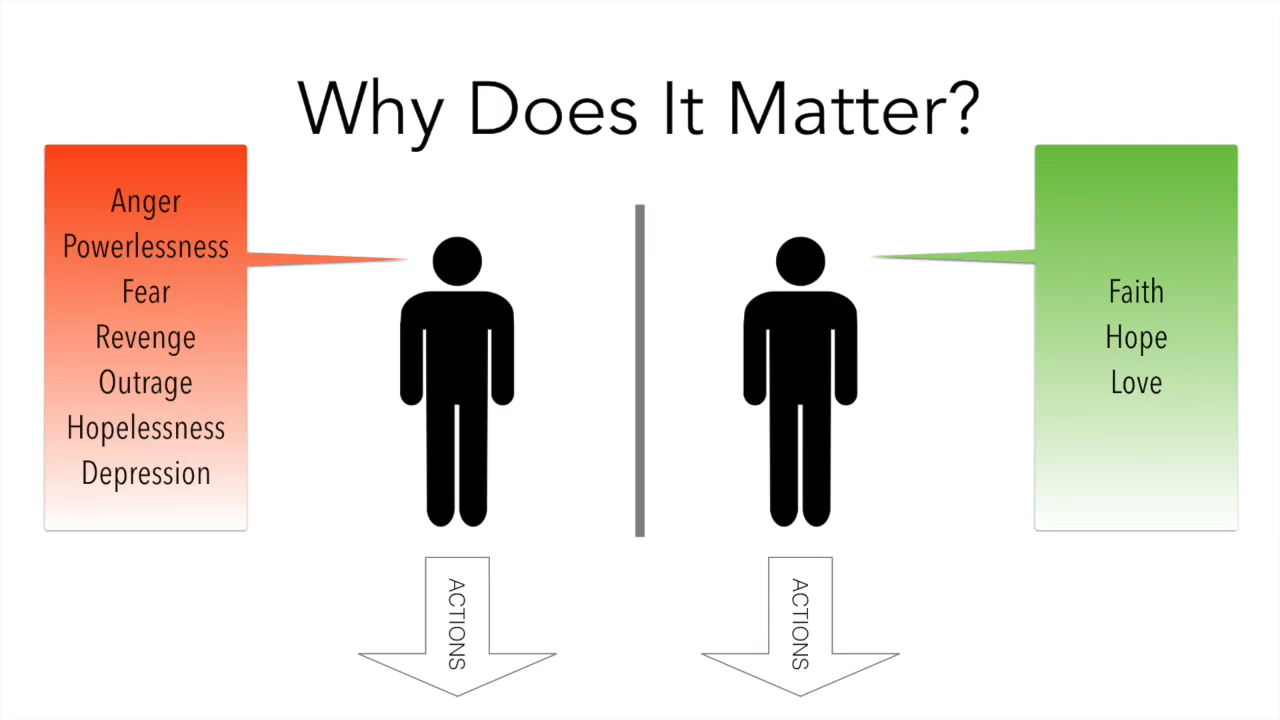 Why Does It Matter?
Anger
Powerlessness
Fear
Revenge
Outrage
Hopelessness
Depression
Faith
Hope
Love
ACTIONS
ACTIONS